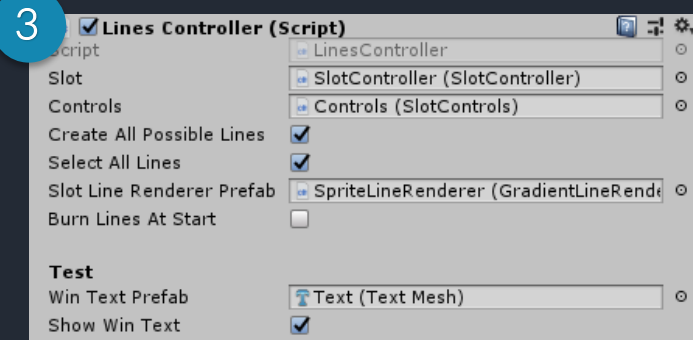 3
Lines Controller (Script)
Script LinesController
Slot SlotController (SlotController)
Controls Controls (SlotControls)
Create All Possible Lines
Select All Lines
Slot Line Renderer Prefab SpriteLineRenderer (GradientLineRende
Burn Lines At Start
Test
Win Text Prefab Text (Text Mesh)
Show Win Text